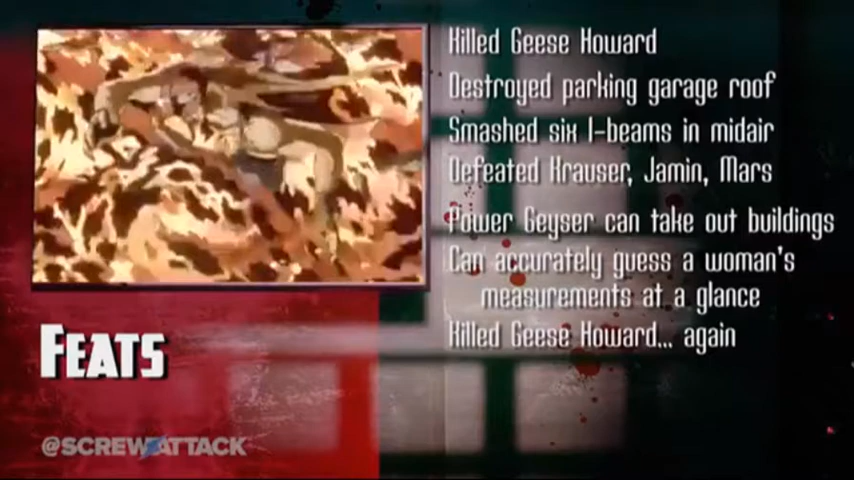 Killed Geese Howard
Destroyed parking garage roof
Smashed six I-beams in midair
Defeated Krauser, Jamin, Mars
Power Geyser can take out buildings
Can accurately guess a woman's
measurements at a glance
Killed Geese Howard... again
FEATS
@SCREWATTACK